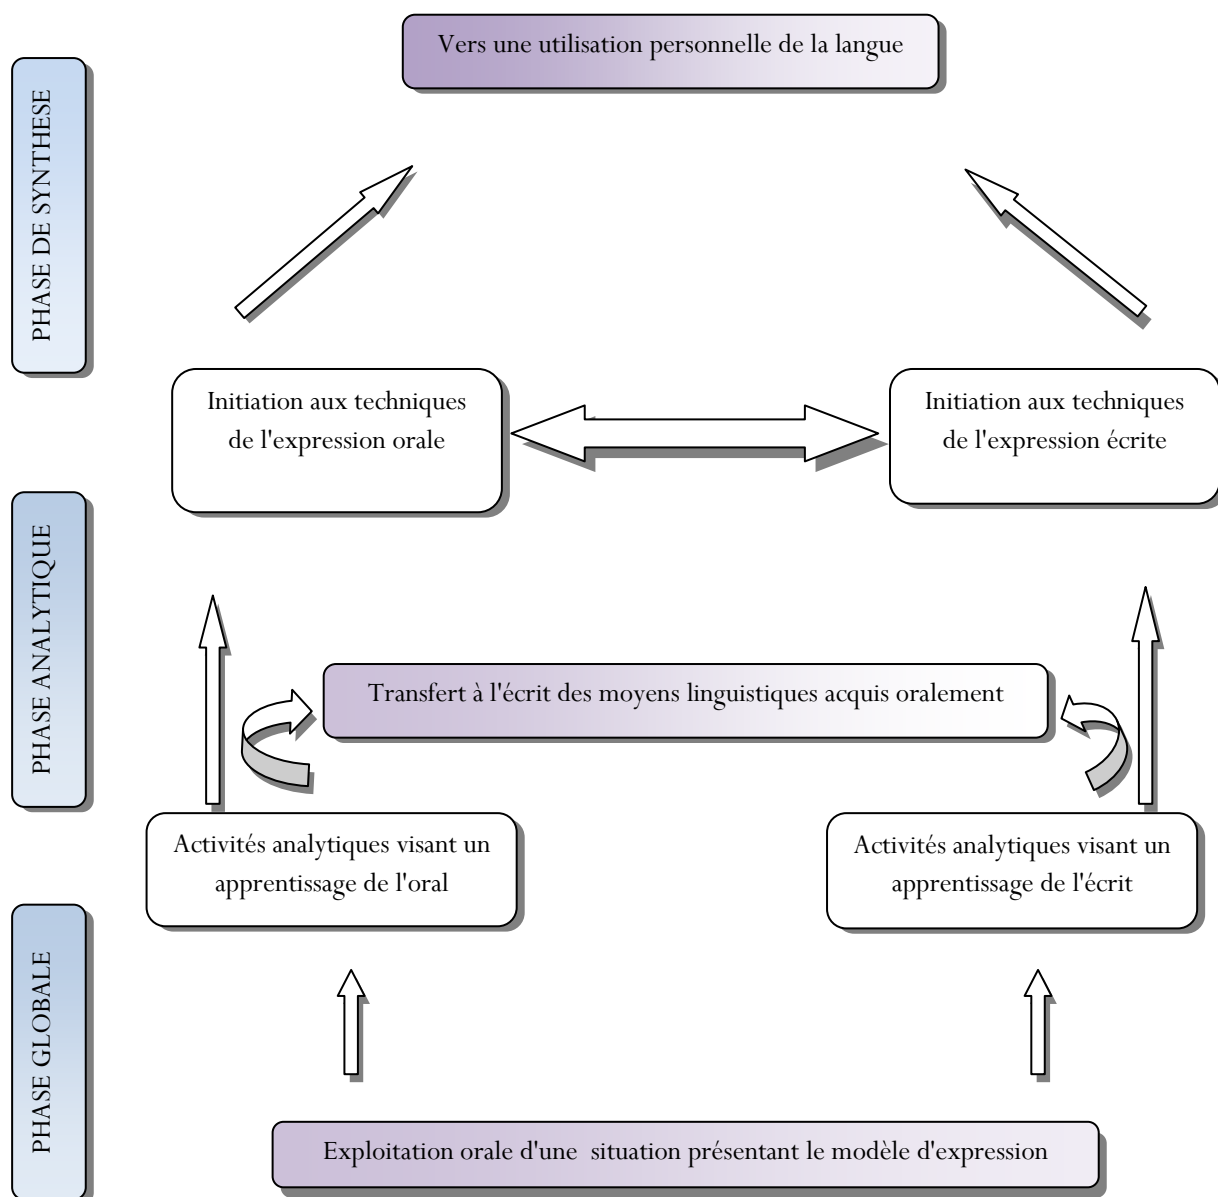 Vers une utilisation personnelle de la langue
PHASE DE SYNTHESE
Initiation aux techniques
de l'expression orale
Initiation aux techniques
de l'expression écrite
PHASE ANALYTIQUE
Transfert à l'écrit des moyens linguistiques acquis oralement
Activités analytiques visant un
apprentissage de l'oral
Activités analytiques visant un
apprentissage de l'écrit
PHASE GLOBALE
Exploitation orale d'une  situation présentant le modèle d'expression